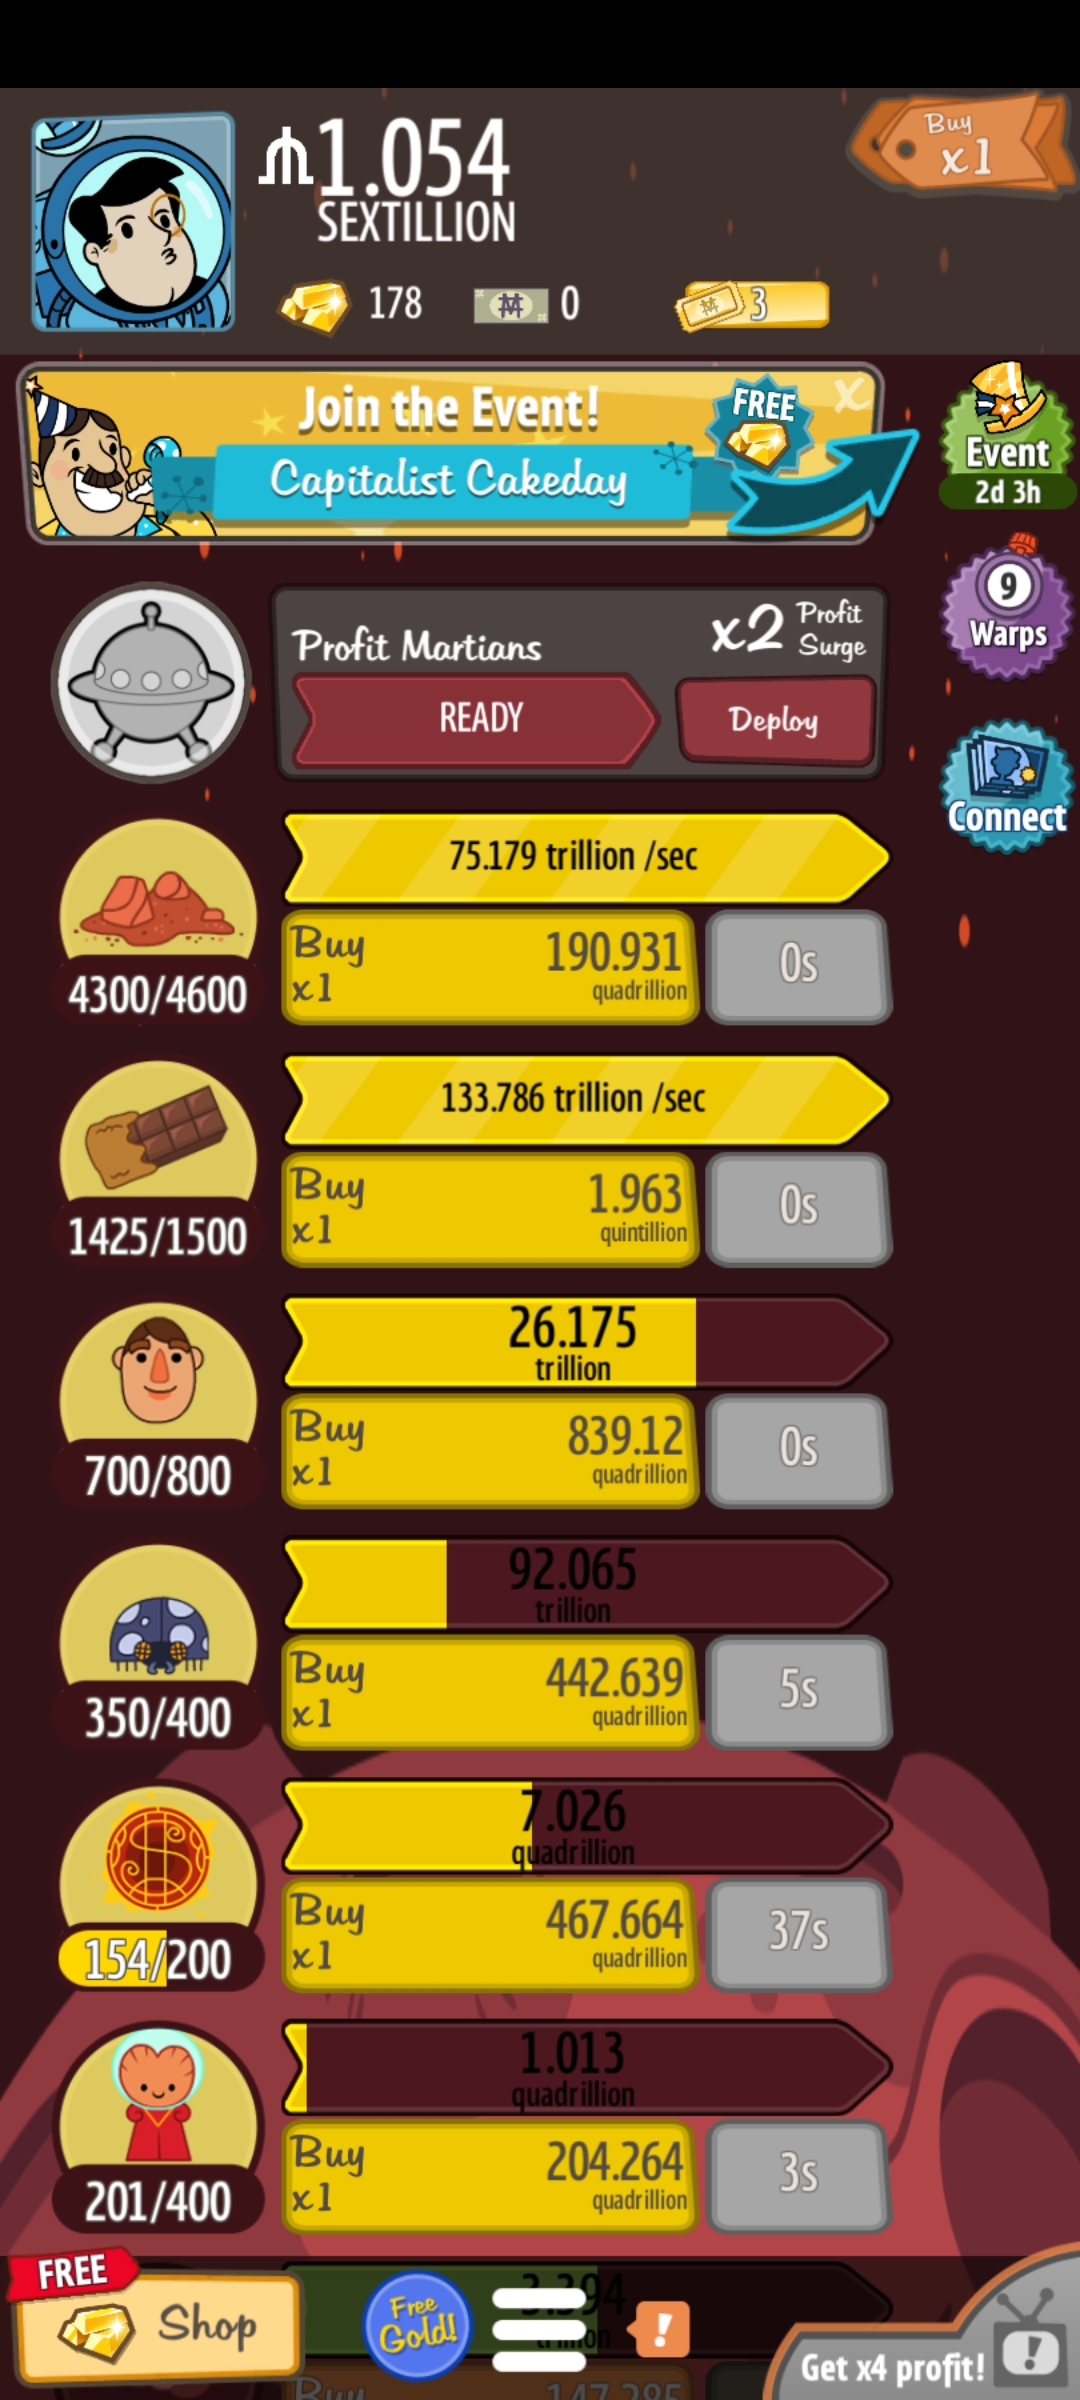 1.054
SEXTILLION
Buy
x1
178
0
3
Join the Event!
Capitalist Cakeday
FREE
x
Event
2d 3h
9
Warps
Connect
Profit Martians
x2 Profit Surge
READY
Deploy
75.179 trillion /sec
4300/4600
Buy x1
190.931
quadrillion
0s
133.786 trillion /sec
1425/1500
Buy x1
1.963
quintillion
0s
26.175
trillion
700/800
Buy x1
839.12
quadrillion
0s
92.065
trillion
350/400
Buy x1
442.639
quadrillion
5s
7.026
quadrillion
154/200
Buy x1
467.664
quadrillion
37s
1.013
quadrillion
201/400
Buy x1
204.264
quadrillion
3s
FREE
Shop
Free Gold!
!
Get x4 profit!
!
Buy
147.285